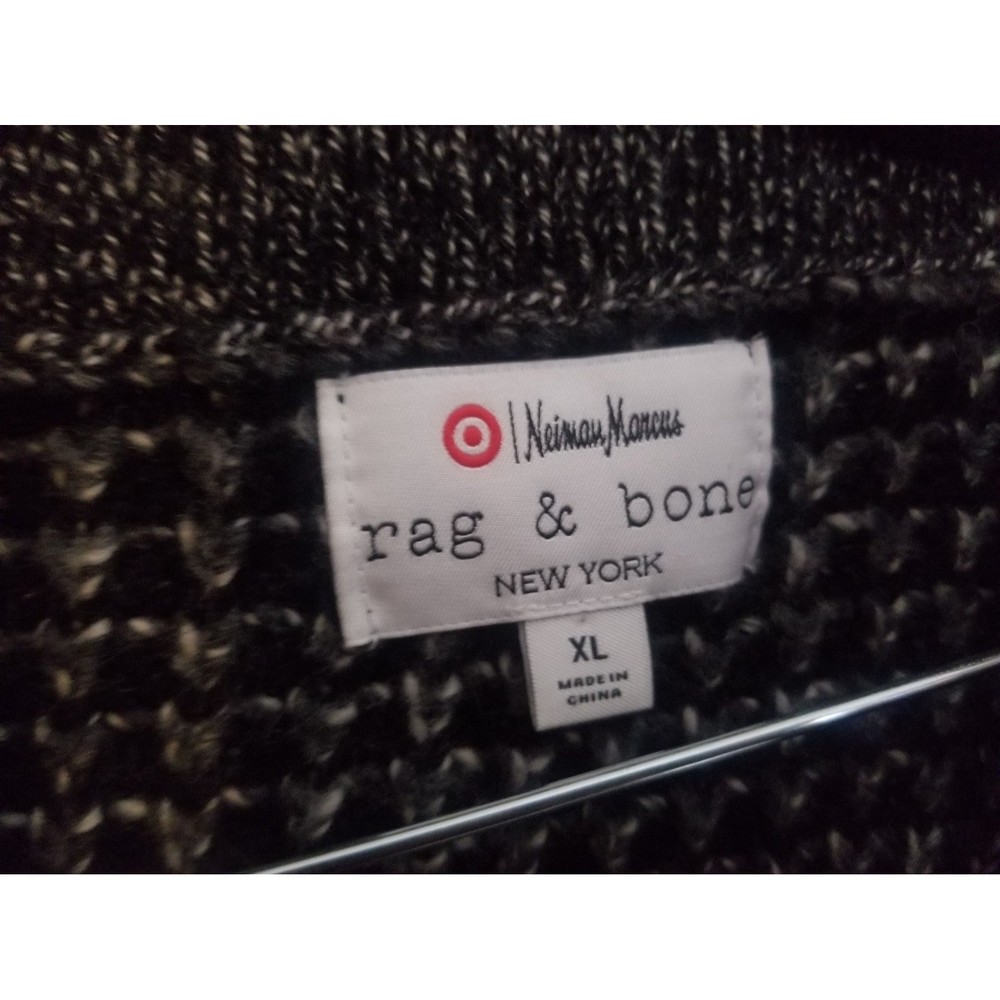 | Neiman Marcus
rag & bone
NEW YORK
XL
MADE IN
CHINA